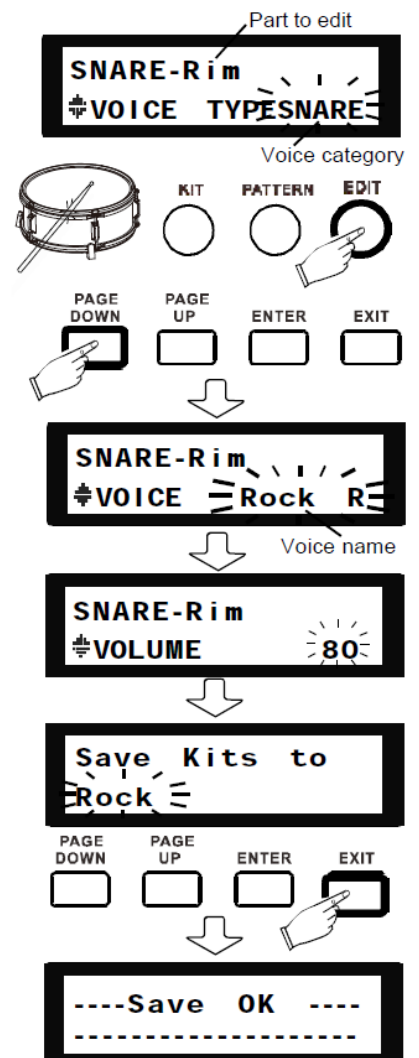 Part to edit
SNARE-Rim
VOICE TYPESNARE
Voice category
KIT PATTERN EDIT
PAGE DOWN PAGE UP ENTER EXIT
SNARE-Rim
VOICE Rock R
Voice name
SNARE-Rim
VOLUME 80
Save Kits to
Rock
PAGE DOWN PAGE UP ENTER EXIT
----Save OK ----
--------------------